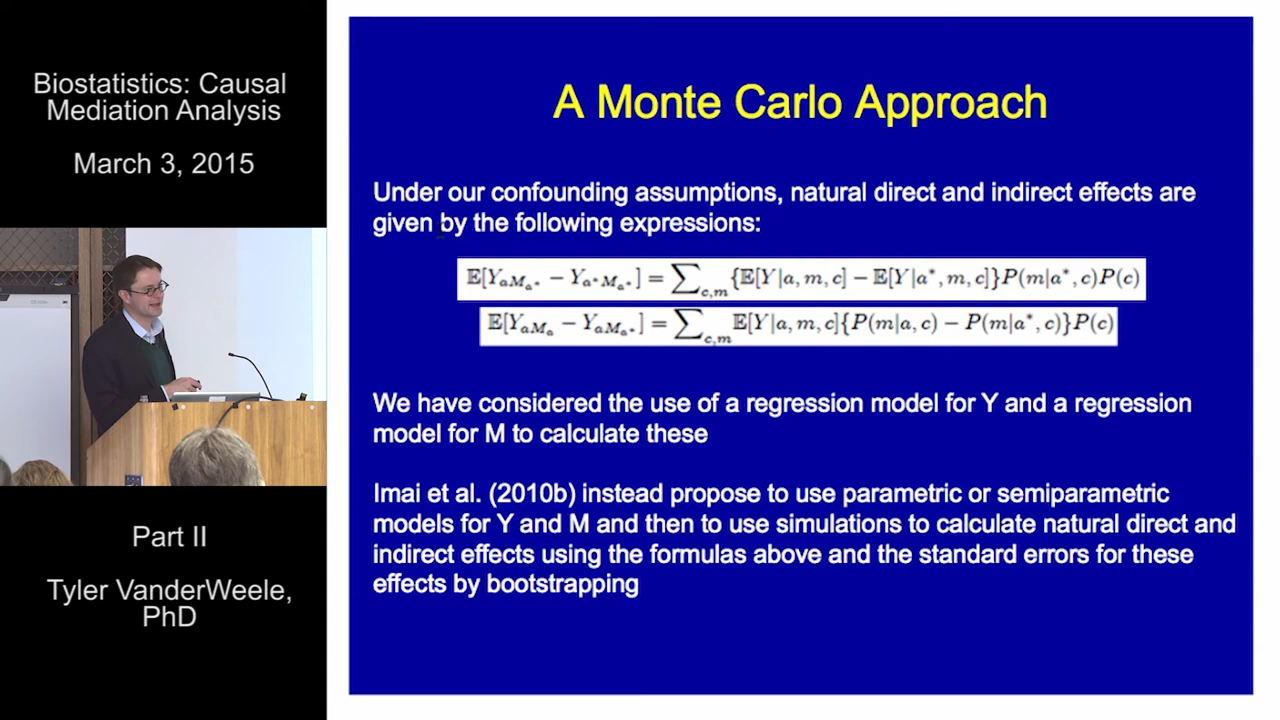 Biostatistics: Causal
Mediation Analysis
March 3, 2015
Part II
Tyler VanderWeele,
PhD
A Monte Carlo Approach
Under our confounding assumptions, natural direct and indirect effects are
given by the following expressions:
𝔼[Y_{aM_{a*}} − Y_{a*M_{a*}}] = ∑_{c,m} {𝔼[Y|a, m, c] − 𝔼[Y|a*, m, c]}P(m|a*, c)P(c)
𝔼[Y_{aM_a} − Y_{aM_{a*}}] = ∑_{c,m} 𝔼[Y|a, m, c]{P(m|a, c) − P(m|a*, c)}P(c)
We have considered the use of a regression model for Y and a regression
model for M to calculate these
Imai et al. (2010b) instead propose to use parametric or semiparametric
models for Y and M and then to use simulations to calculate natural direct and
indirect effects using the formulas above and the standard errors for these
effects by bootstrapping